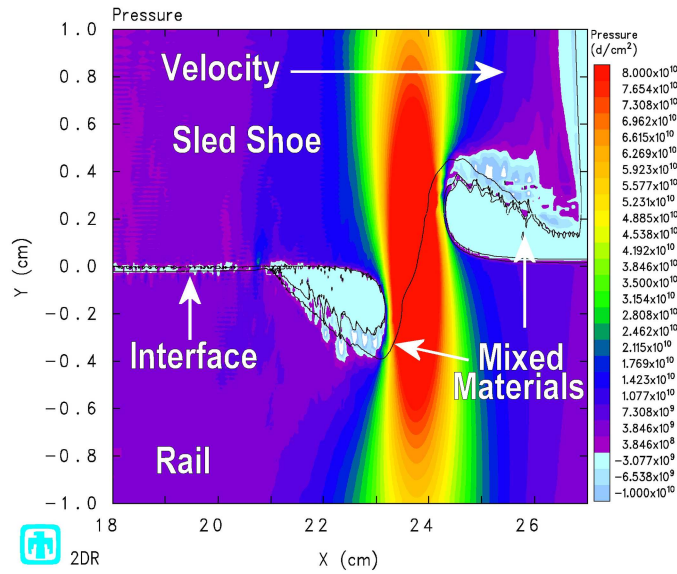 Pressure
Pressure
(d/cm²)
1.0
0.8
0.6
0.4
0.2
0.0
-0.2
-0.4
-0.6
-0.8
-1.0
Y (cm)
Velocity
Sled Shoe
Interface
Mixed
Materials
Rail
8.000x10¹⁰
7.654x10¹⁰
7.308x10¹⁰
6.962x10¹⁰
6.615x10¹⁰
6.269x10¹⁰
5.923x10¹⁰
5.577x10¹⁰
5.231x10¹⁰
4.885x10¹⁰
4.538x10¹⁰
4.192x10¹⁰
3.846x10¹⁰
3.500x10¹⁰
3.154x10¹⁰
2.808x10¹⁰
2.462x10¹⁰
2.115x10¹⁰
1.769x10¹⁰
1.077x10¹⁰
7.308x10⁹
3.846x10⁹
3.846x10⁸
-3.077x10⁹
-6.538x10⁹
-1.000x10¹⁰
18
20
22
24
26
2DR
X (cm)